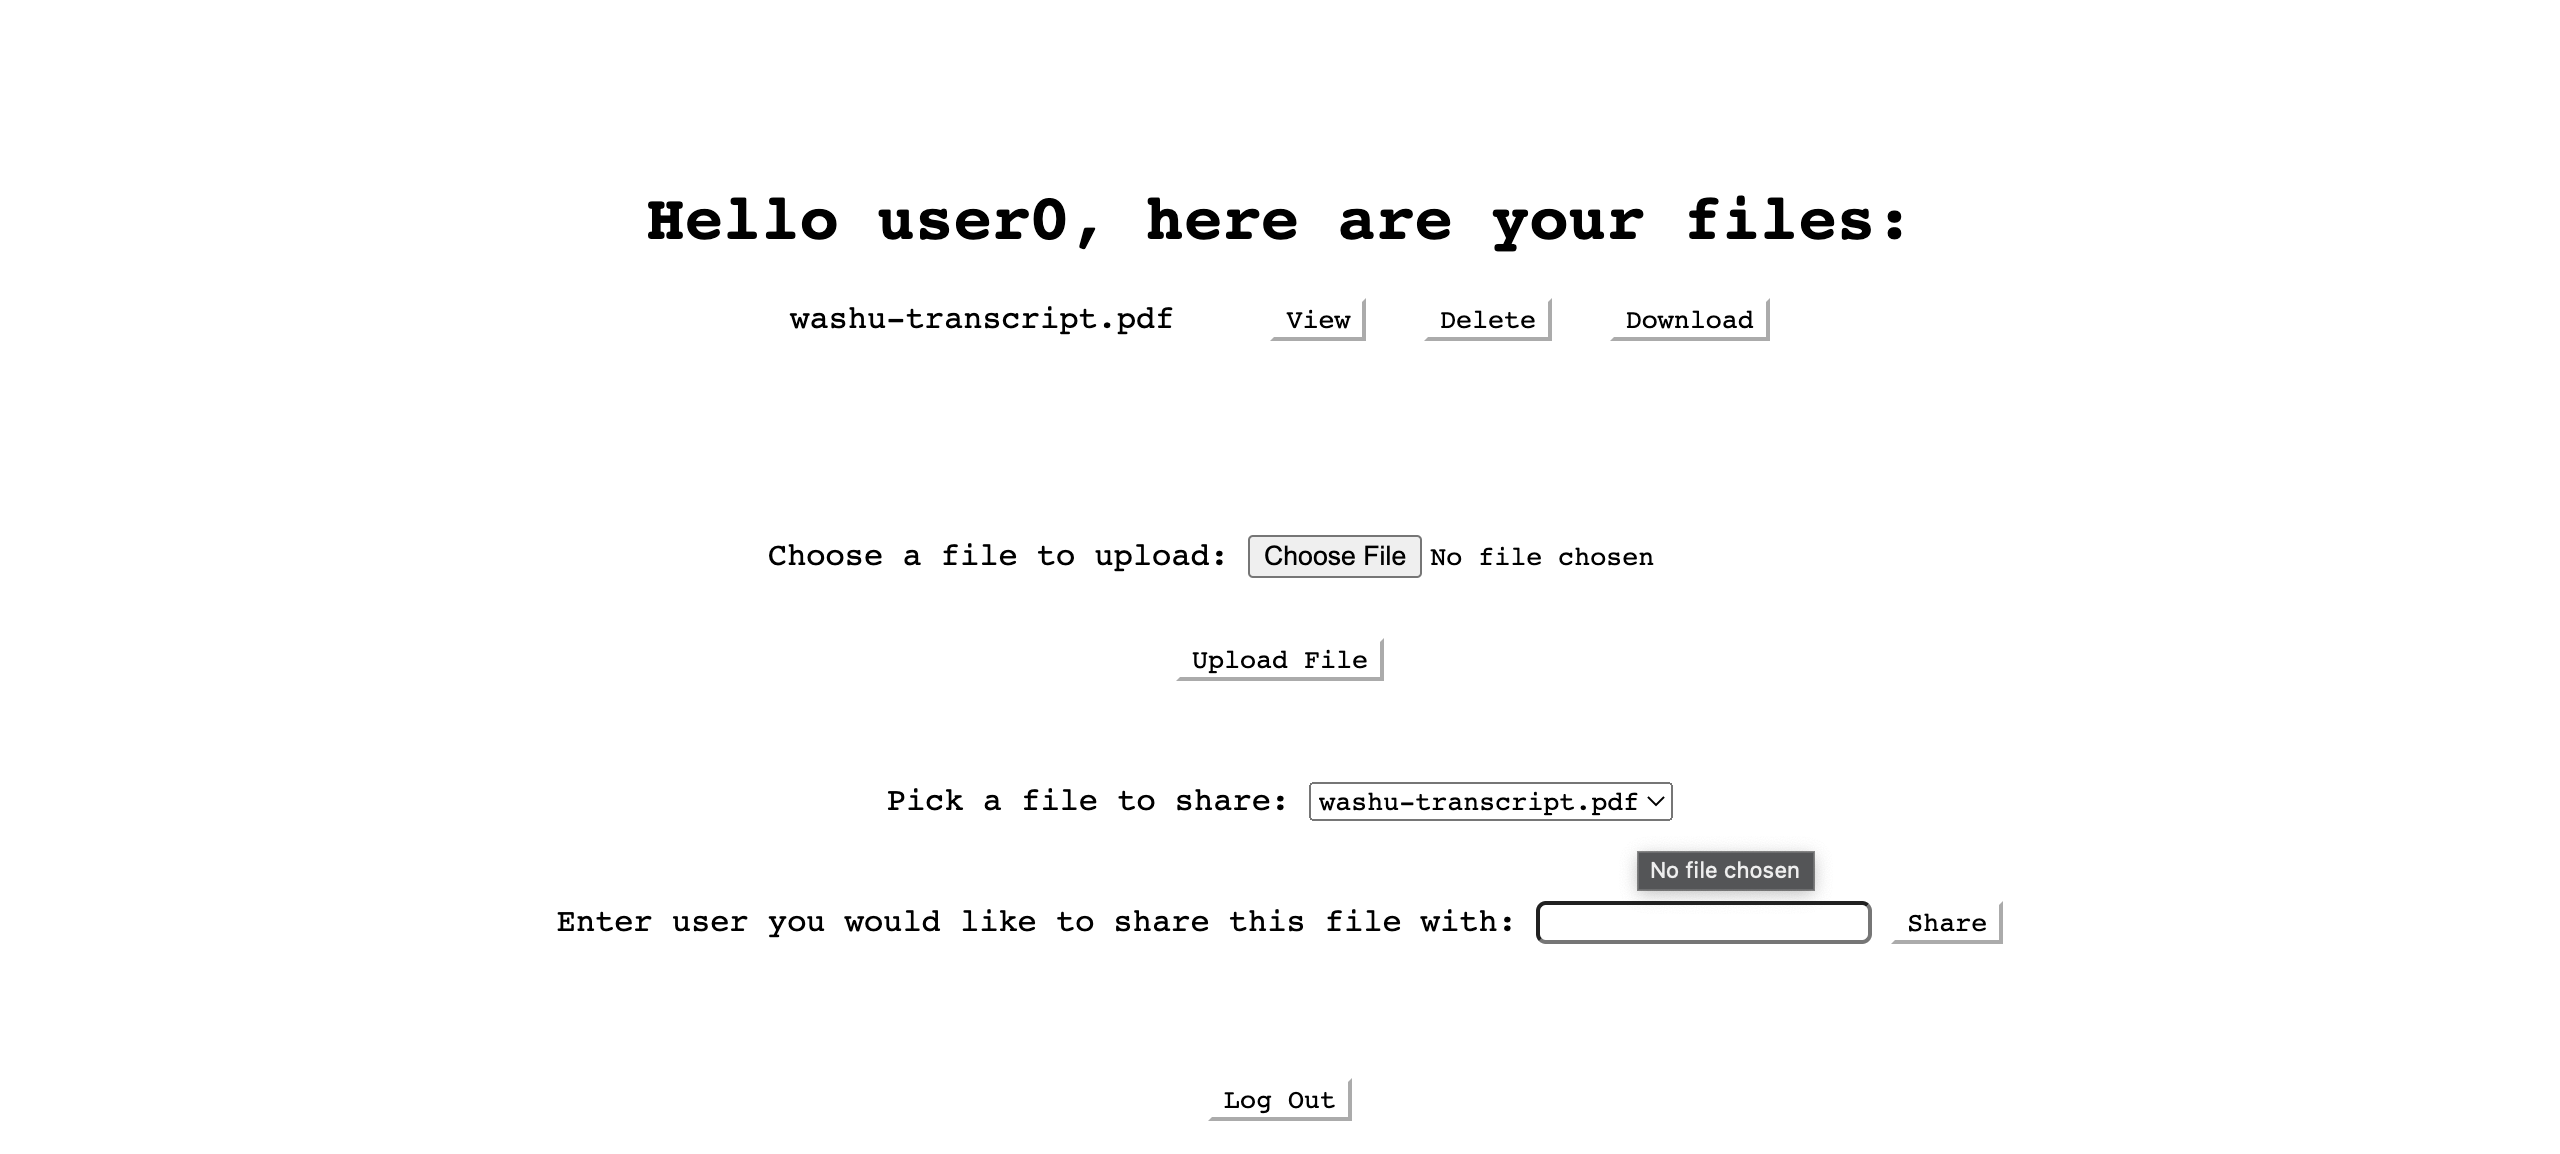 Hello user0, here are your files:
washu-transcript.pdf View Delete Download
Choose a file to upload: Choose File No file chosen
Upload File
Pick a file to share: washu-transcript.pdf
No file chosen
Enter user you would like to share this file with: Share
Log Out